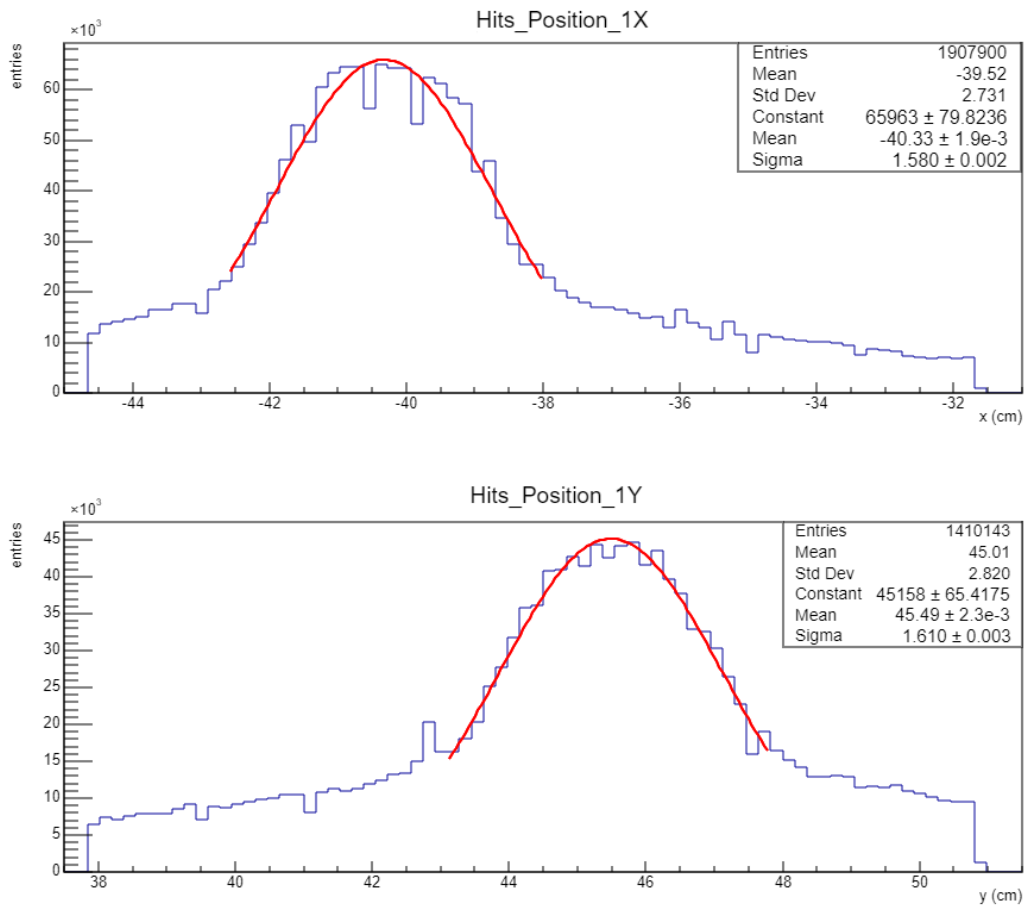 Hits_Position_1X
×10³
entries
Entries 1907900
Mean -39.52
Std Dev 2.731
Constant 65963 ± 79.8236
Mean -40.33 ± 1.9e-3
Sigma 1.580 ± 0.002
60
50
40
30
20
10
0
-44 -42 -40 -38 -36 -34 -32
x (cm)
Hits_Position_1Y
×10³
entries
Entries 1410143
Mean 45.01
Std Dev 2.820
Constant 45158 ± 65.4175
Mean 45.49 ± 2.3e-3
Sigma 1.610 ± 0.003
45
40
35
30
25
20
15
10
5
0
38 40 42 44 46 48 50
y (cm)